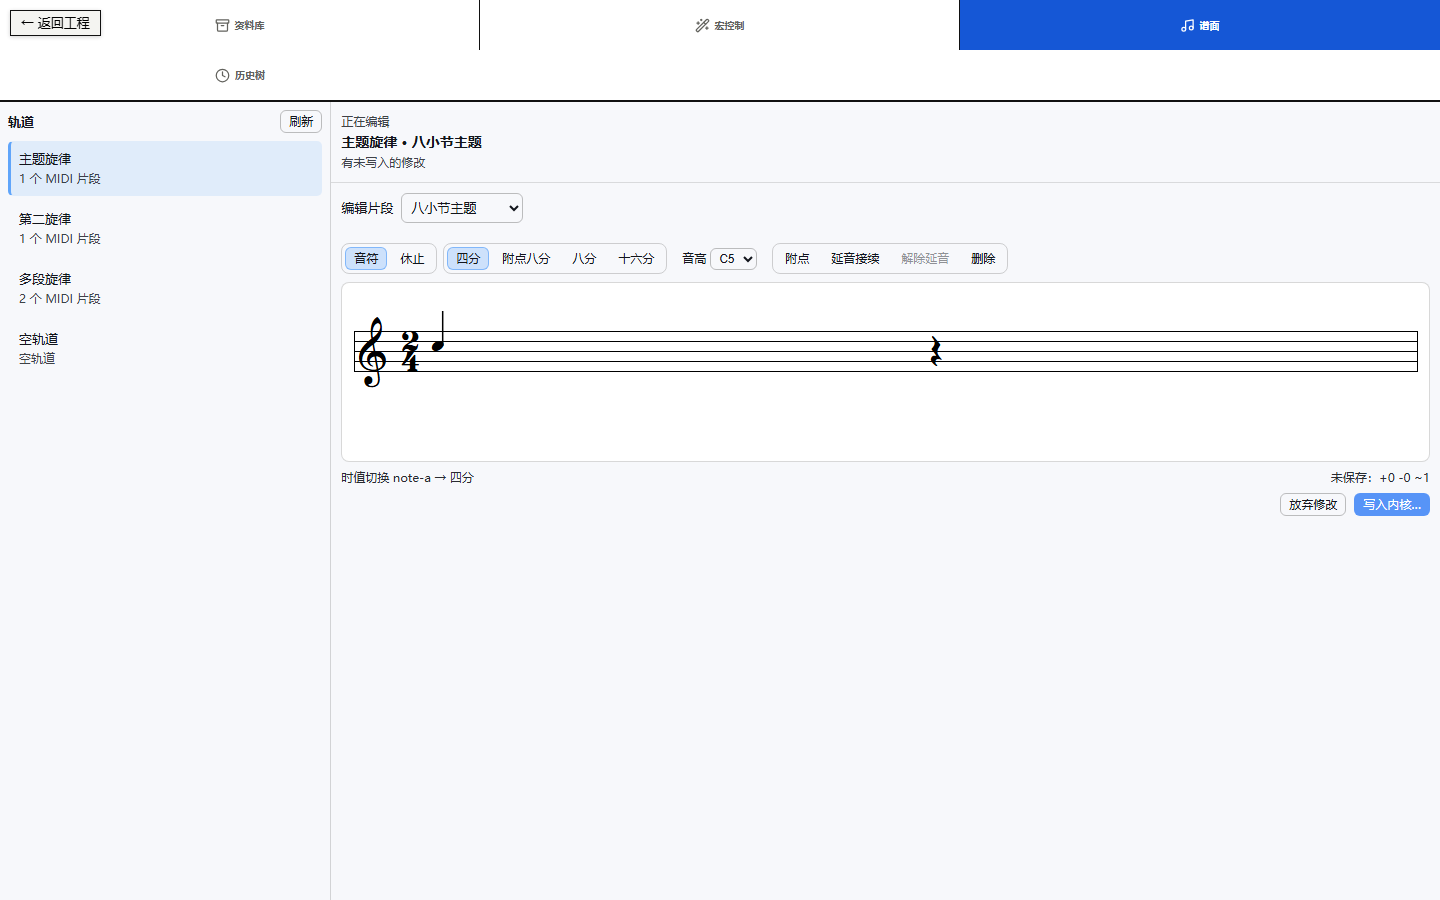 ← 返回工程
资料库
宏控制
谱面
历史树
轨道
刷新
主题旋律
1 个 MIDI 片段
第二旋律
1 个 MIDI 片段
多段旋律
2 个 MIDI 片段
空轨道
空轨道
正在编辑
主题旋律 • 八小节主题
有未写入的修改
编辑片段 八小节主题
音符 休止 四分 附点八分 八分 十六分 音高 C5 附点 延音接续 解除延音 删除
2
4
时值切换 note-a → 四分
未保存：+0 -0 ~1
放弃修改 写入内核...